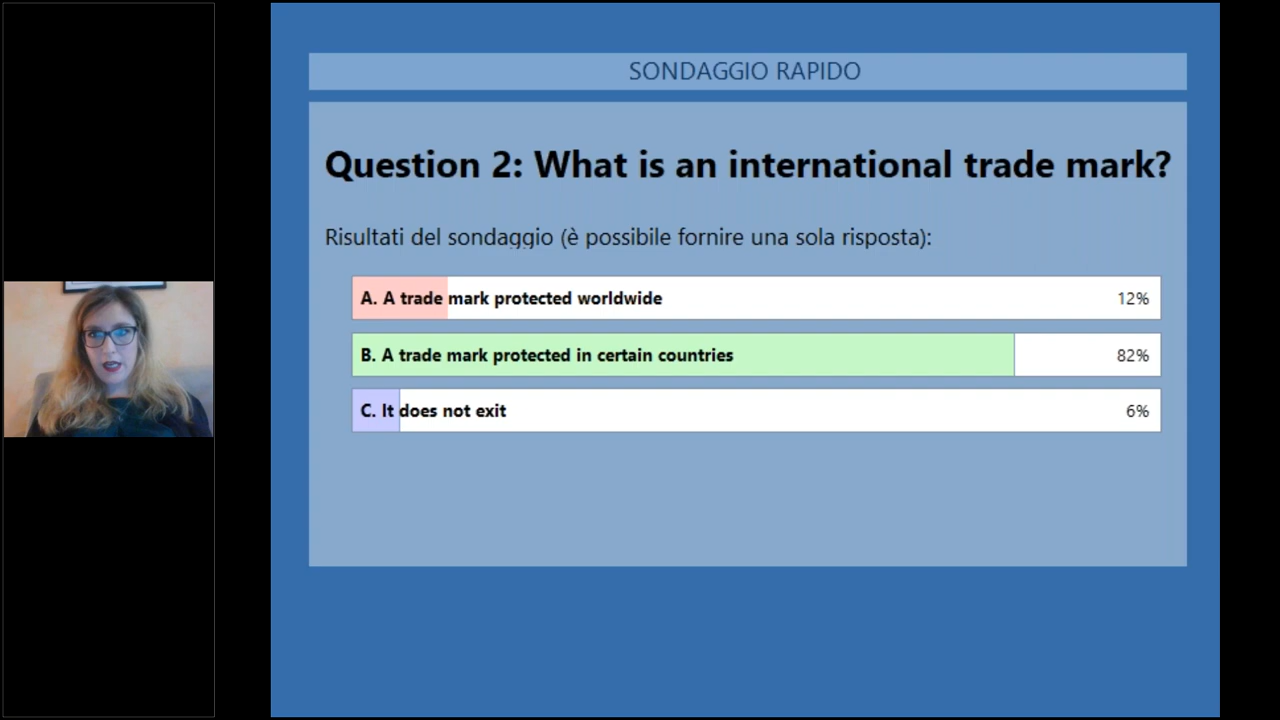 SONDAGGIO RAPIDO
Question 2: What is an international trade mark?
Risultati del sondaggio (è possibile fornire una sola risposta):
A. A trade mark protected worldwide 12%
B. A trade mark protected in certain countries 82%
C. It does not exit 6%